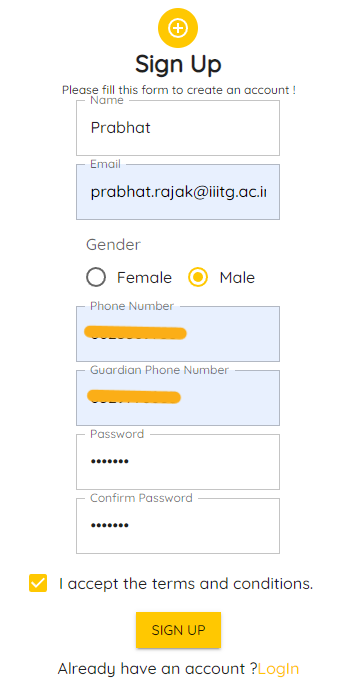 Sign Up
Please fill this form to create an account !
Name
Prabhat
Email
prabhat.rajak@iiitg.ac.i
Gender
Female Male
Phone Number
Guardian Phone Number
Password
•••••••
Confirm Password
•••••••
I accept the terms and conditions.
SIGN UP
Already have an account ?LogIn